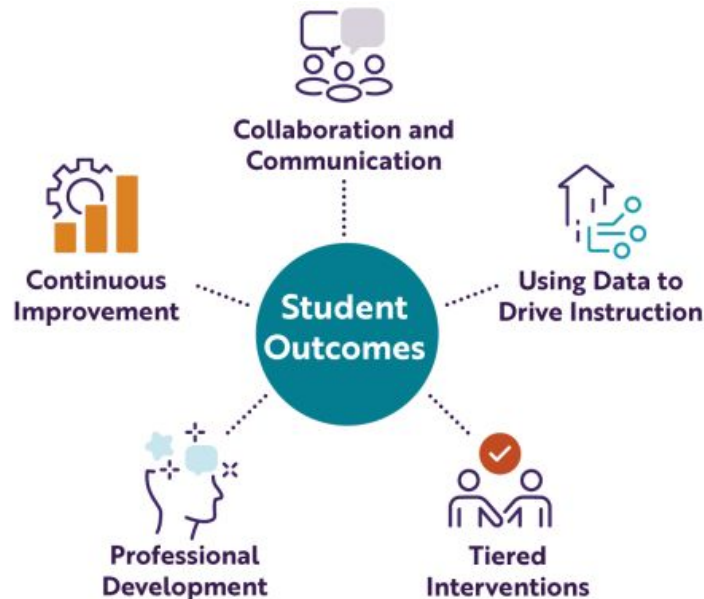 Collaboration and
Communication
Continuous
Improvement
Using Data to
Drive Instruction
Student
Outcomes
Professional
Development
Tiered
Interventions